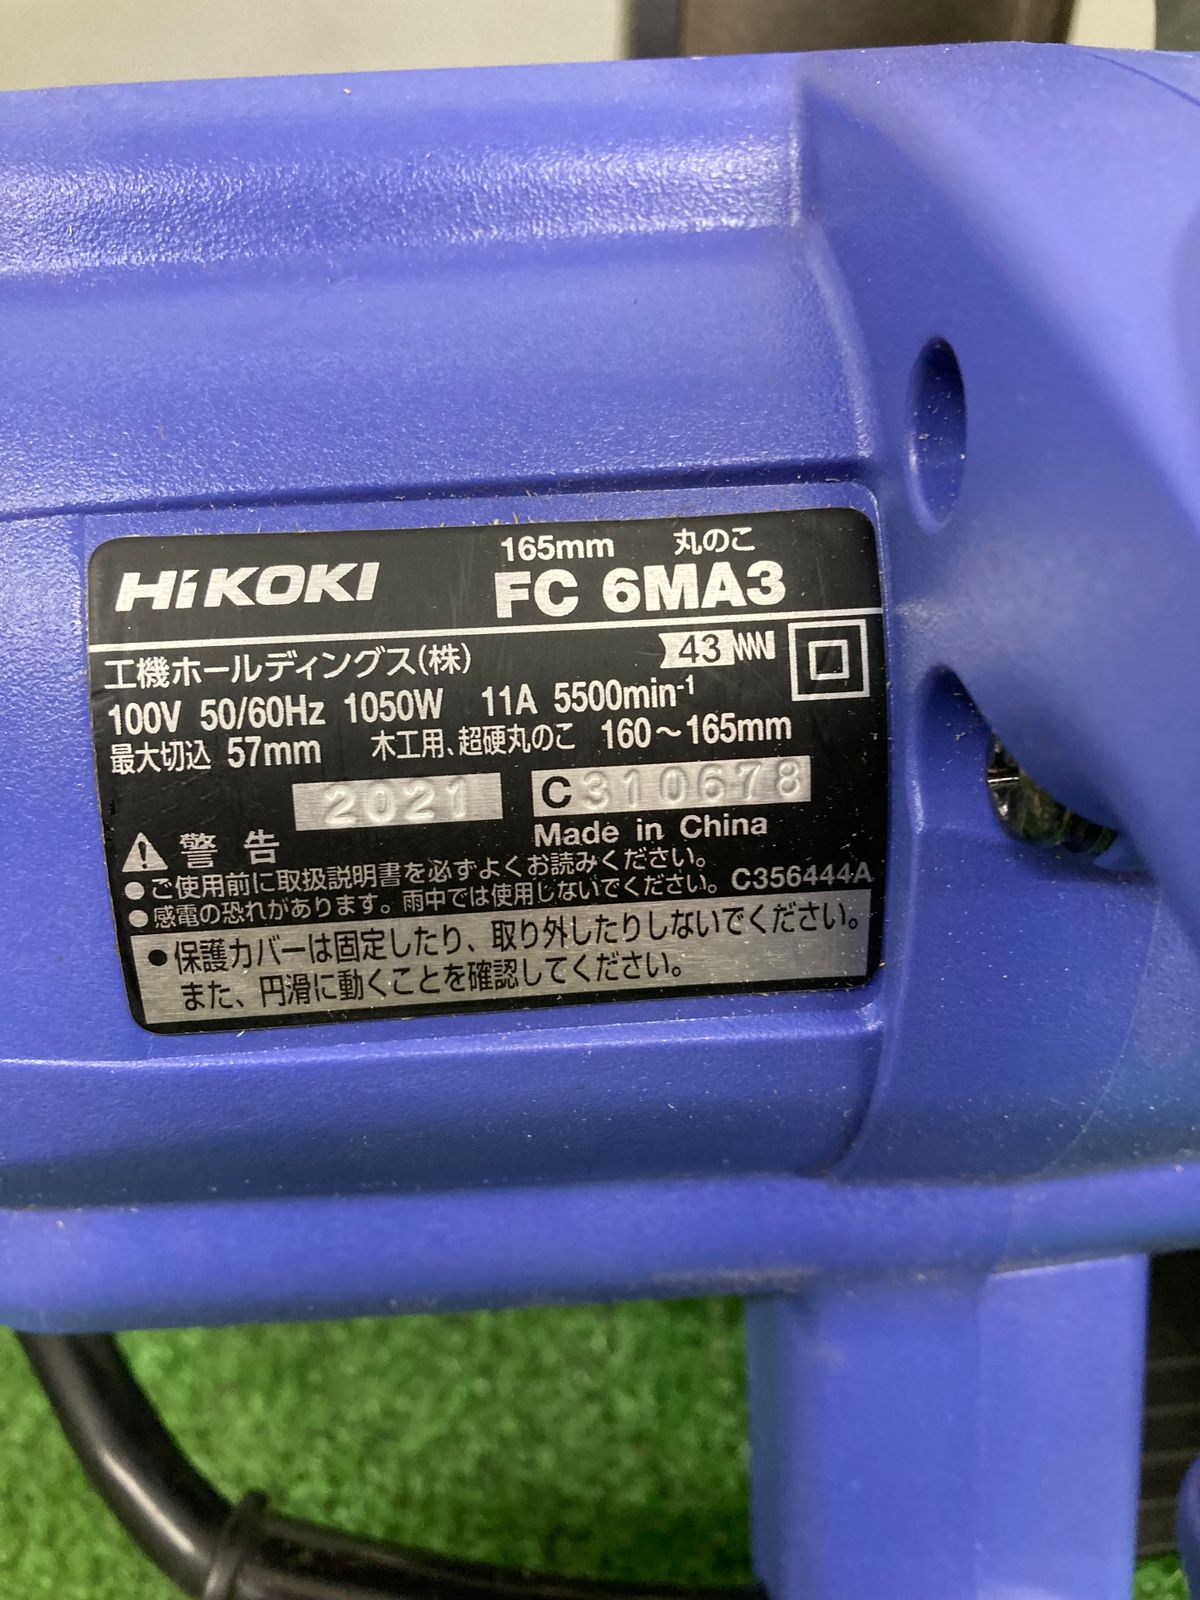 165mm 丸のこ
HiKOKI FC 6MA3
工機ホールディングス(株) 43
100V 50/60Hz 1050W 11A 5500min-1
最大切込 57mm 木工用、超硬丸のこ 160～165mm
2021 C310678
Made in China
警告
●ご使用前に取扱説明書を必ずよくお読みください。
●感電の恐れがあります。雨中では使用しないでください。 C356444A
●保護カバーは固定したり、取り外したりしないでください。
また、円滑に動くことを確認してください。